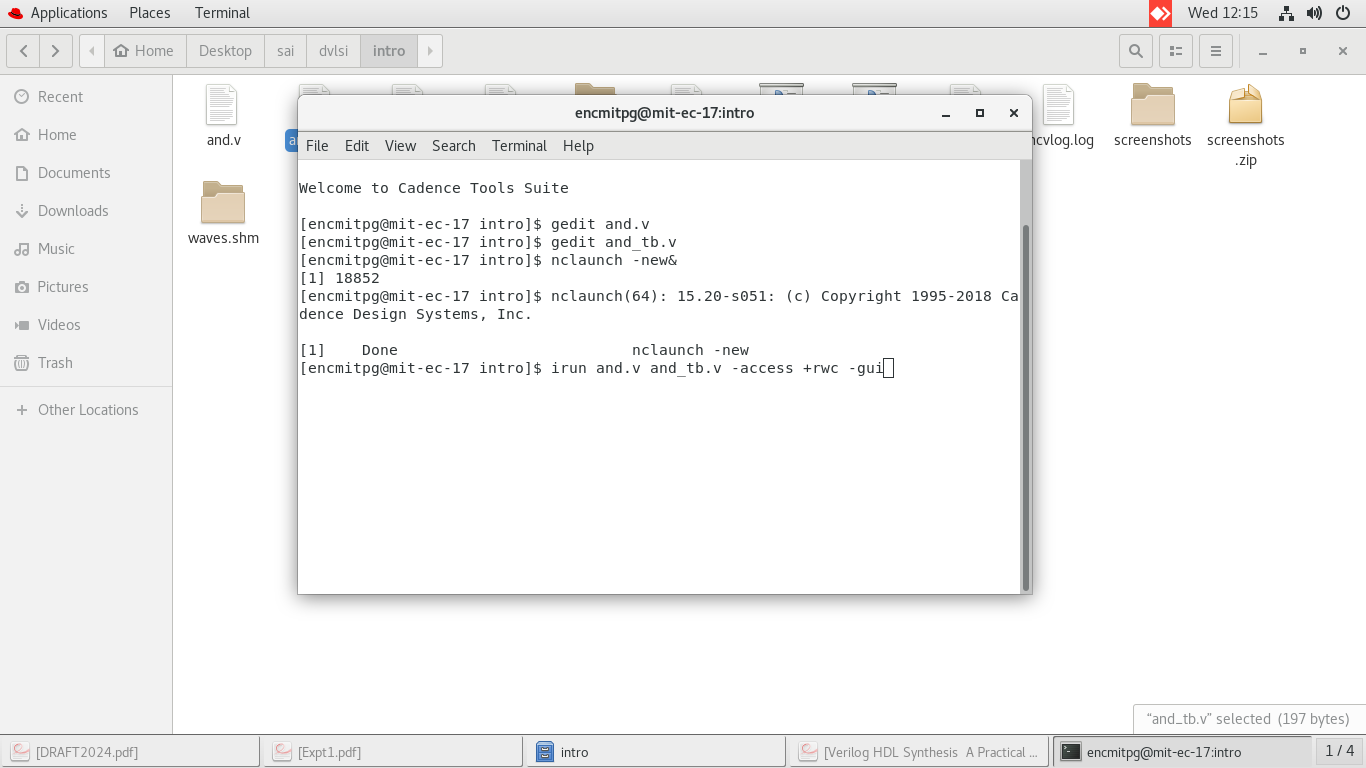 Applications Places Terminal Wed 12:15
Home Desktop sai dvlsi intro
Recent
Home
Documents
Downloads
Music
Pictures
Videos
Trash
Other Locations
and.v
screenshots
screenshots
.zip
waves.shm
encmitpg@mit-ec-17:intro
File Edit View Search Terminal Help
Welcome to Cadence Tools Suite
[encmitpg@mit-ec-17 intro]$ gedit and.v
[encmitpg@mit-ec-17 intro]$ gedit and_tb.v
[encmitpg@mit-ec-17 intro]$ nclaunch -new&
[1] 18852
[encmitpg@mit-ec-17 intro]$ nclaunch(64): 15.20-s051: (c) Copyright 1995-2018 Ca
dence Design Systems, Inc.
[1] Done nclaunch -new
[encmitpg@mit-ec-17 intro]$ irun and.v and_tb.v -access +rwc -gui
“and_tb.v” selected (197 bytes)
[DRAFT2024.pdf] [Expt1.pdf] intro [Verilog HDL Synthesis A Practical ... encmitpg@mit-ec-17:intro 1 / 4